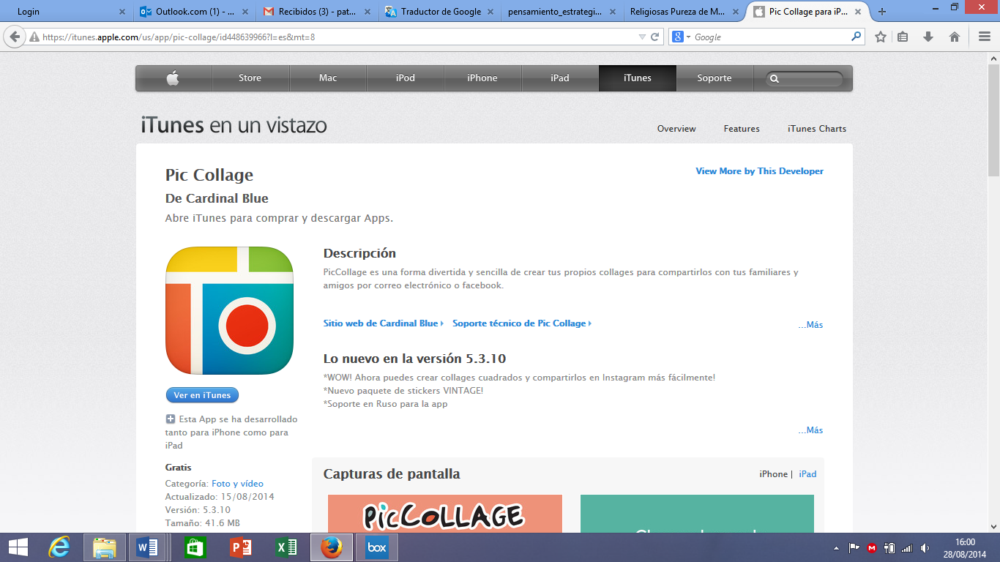 Login
Outlook.com (1) - ...
Recibidos (3) - pat...
Traductor de Google
pensamiento_estrategi...
Religiosas Pureza de M...
Pic Collage para iP...
https://itunes.apple.com/us/app/pic-collage/id448639966?l=es&mt=8
Google
Store
Mac
iPod
iPhone
iPad
iTunes
Soporte
iTunes en un vistazo
Overview
Features
iTunes Charts
Pic Collage
View More by This Developer
De Cardinal Blue
Abre iTunes para comprar y descargar Apps.
Descripción
PicCollage es una forma divertida y sencilla de crear tus propios collages para compartirlos con tus familiares y
amigos por correo electrónico o facebook.
Sitio web de Cardinal Blue
Soporte técnico de Pic Collage
...Más
Lo nuevo en la versión 5.3.10
*WOW! Ahora puedes crear collages cuadrados y compartirlos en Instagram más fácilmente!
*Nuevo paquete de stickers VINTAGE!
*Soporte en Ruso para la app
...Más
Ver en iTunes
Esta App se ha desarrollado
tanto para iPhone como para
iPad
Gratis
Categoría: Foto y vídeo
Actualizado: 15/08/2014
Versión: 5.3.10
Tamaño: 41.6 MB
Capturas de pantalla
iPhone |
iPad
PicCOLLAGE
box
16:00
28/08/2014